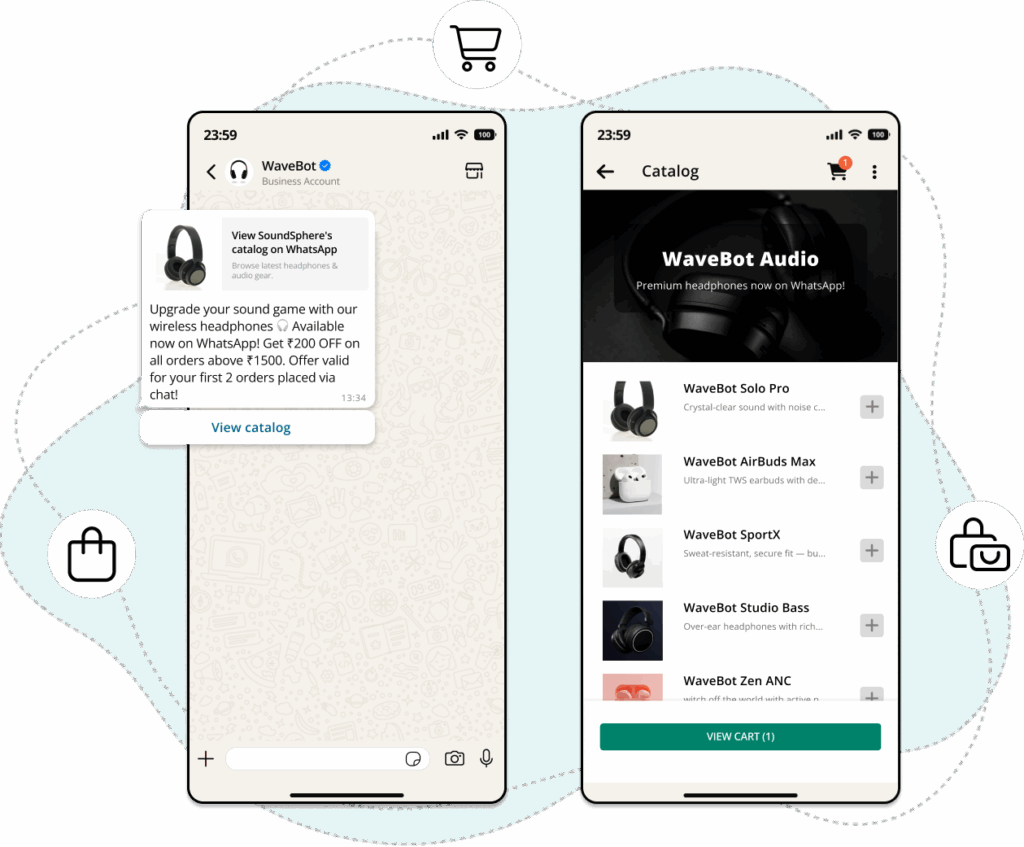 23:59
100
WaveBot
Business Account
View SoundSphere's
catalog on WhatsApp
Browse latest headphones &
audio gear.
Upgrade your sound game with our
wireless headphones 🎧 Available
now on WhatsApp! Get ₹200 OFF on
all orders above ₹1500. Offer valid
for your first 2 orders placed via
chat!
13:34
View catalog
23:59
100
Catalog
1
WaveBot Audio
Premium headphones now on WhatsApp!
WaveBot Solo Pro
Crystal-clear sound with noise c...
WaveBot AirBuds Max
Ultra-light TWS earbuds with de...
WaveBot SportX
Sweat-resistant, secure fit — bu...
WaveBot Studio Bass
Over-ear headphones with rich...
WaveBot Zen ANC
witch off the world with active n...
VIEW CART (1)